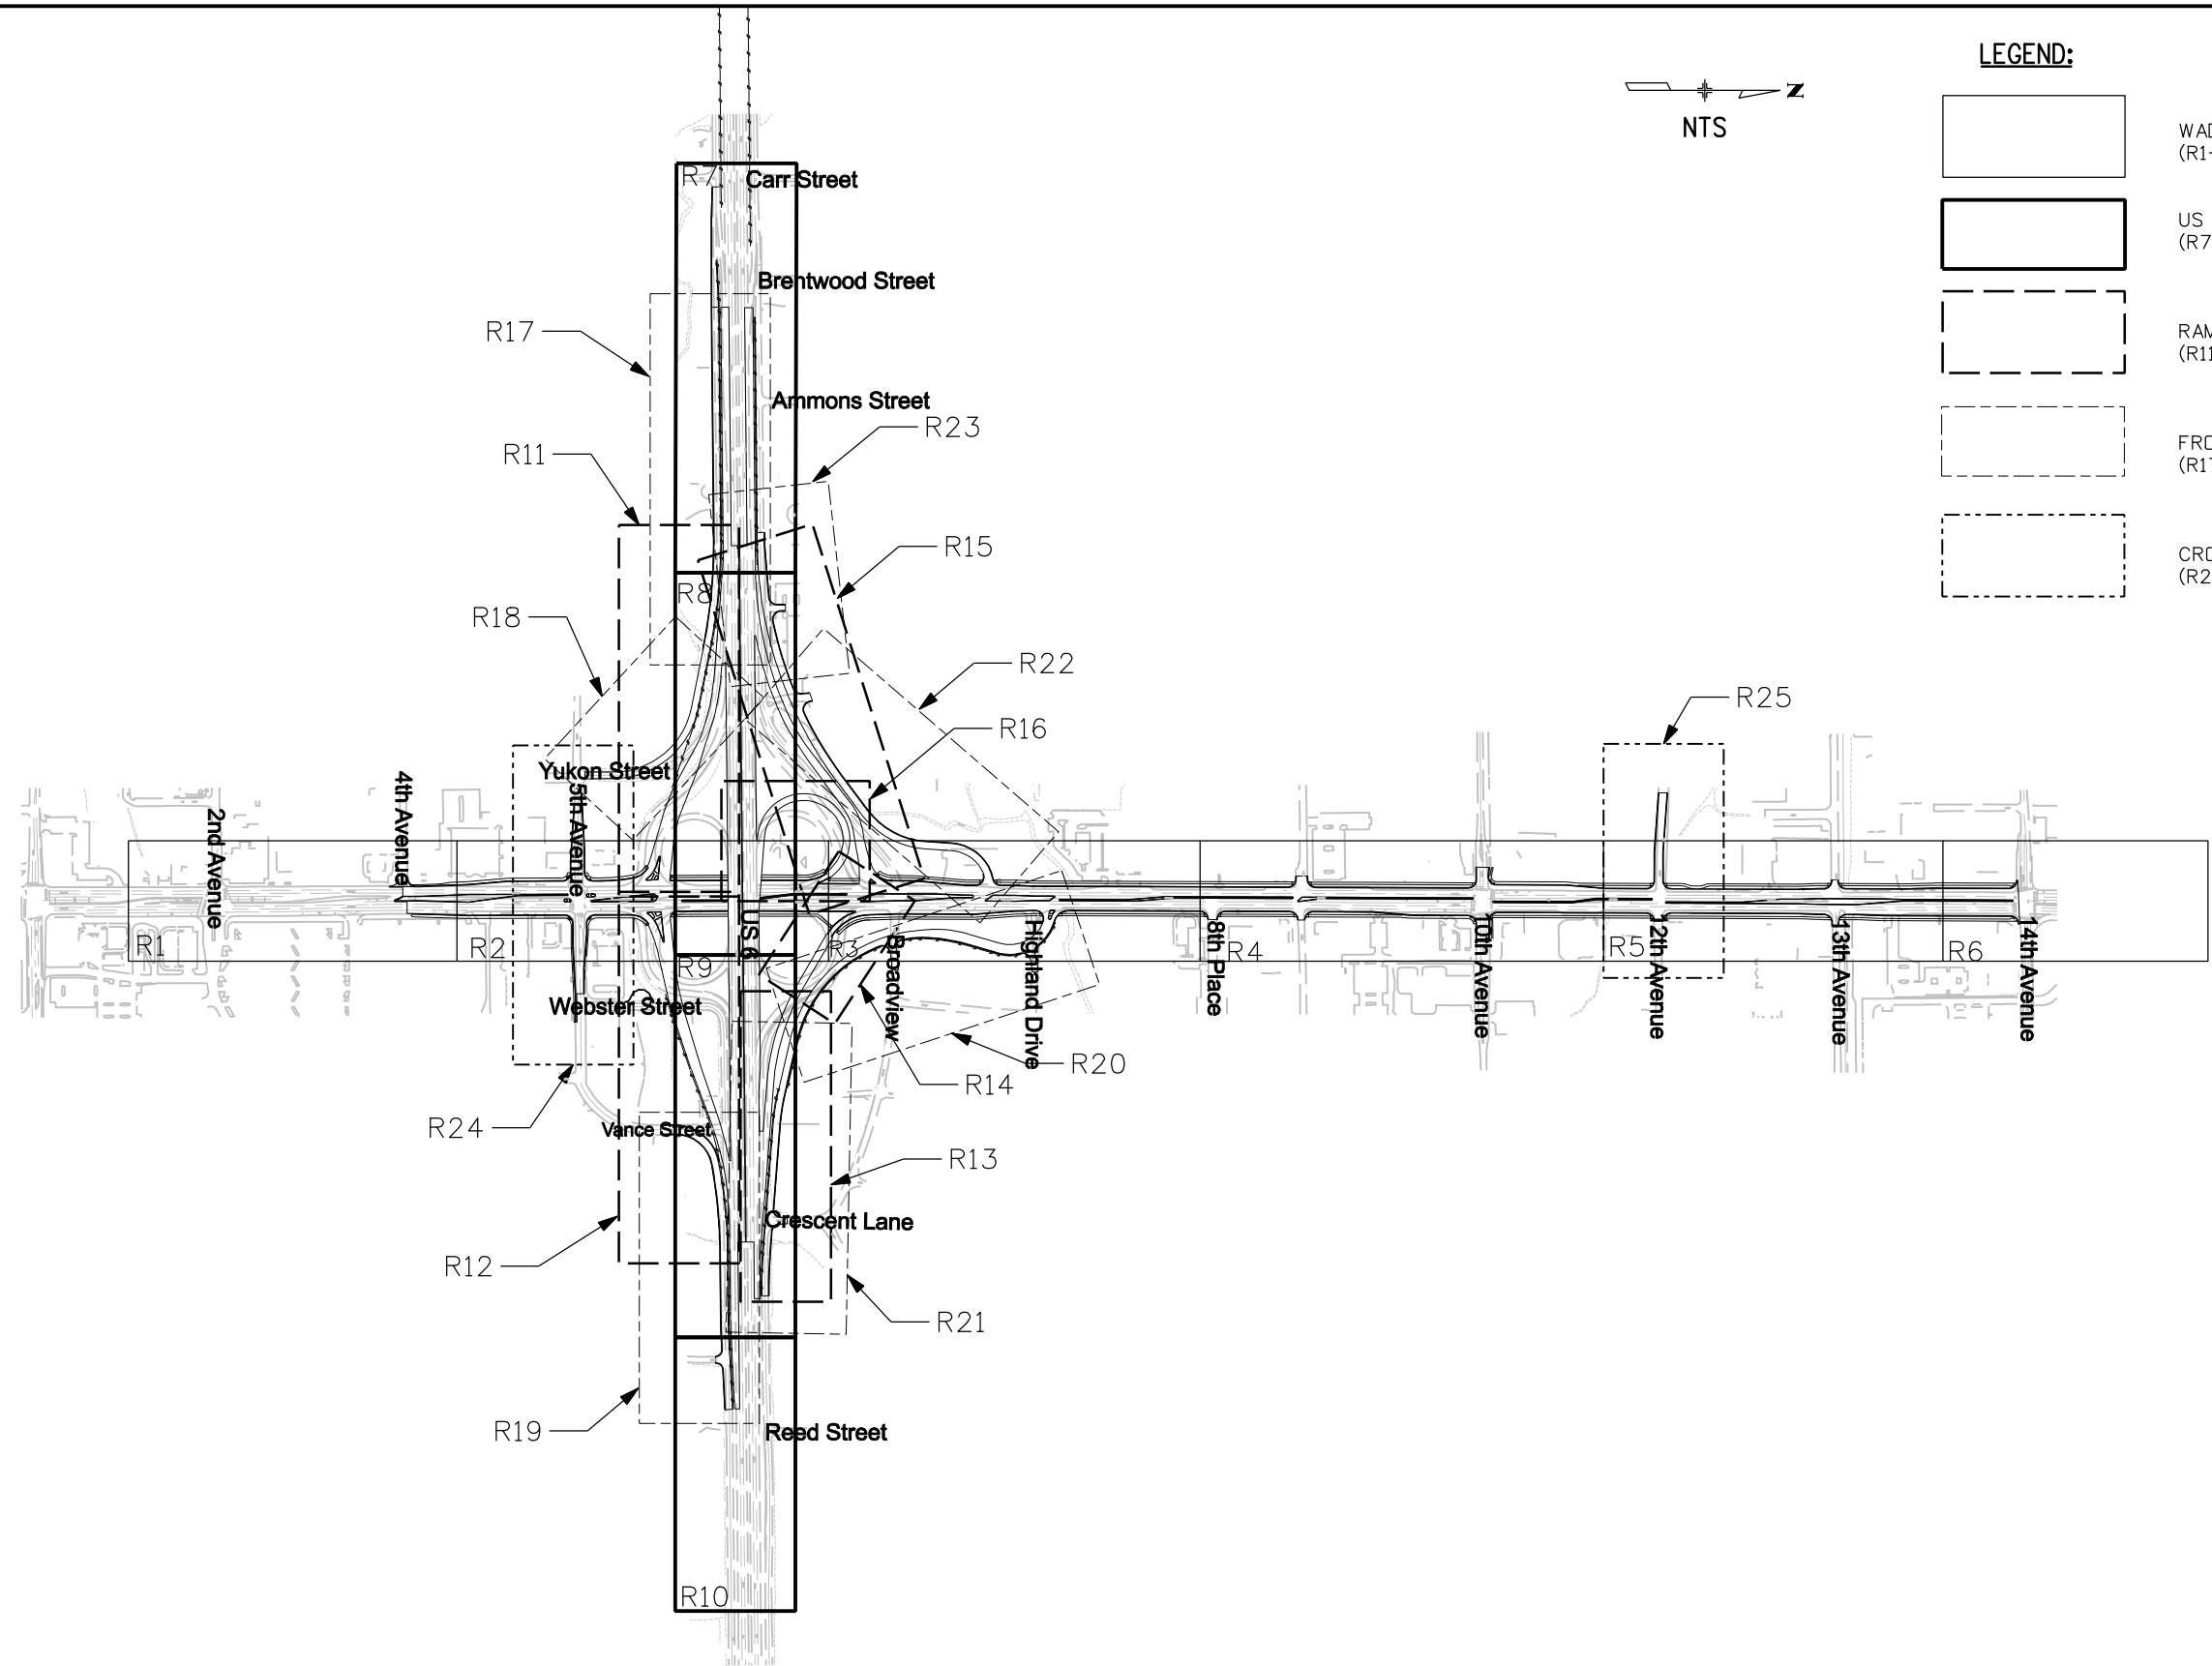 LEGEND:
N
NTS
WAD
(R1-
US
(R7
RAM
(R11
FRO
(R17
CRO
(R2
R7
Carr Street
Brentwood Street
R17
Ammons Street
R23
R11
R15
R8
R18
R22
R25
R16
Yukon Street
4th Avenue
5th Avenue
2nd Avenue
R1
R2
US 6
R3
R9
Broadview
Highland Drive
8th Place
R4
10th Avenue
R5
12th Avenue
13th Avenue
R6
14th Avenue
Webster Street
R20
R14
R24
Vance Street
R13
Crescent Lane
R12
R21
R19
Reed Street
R10